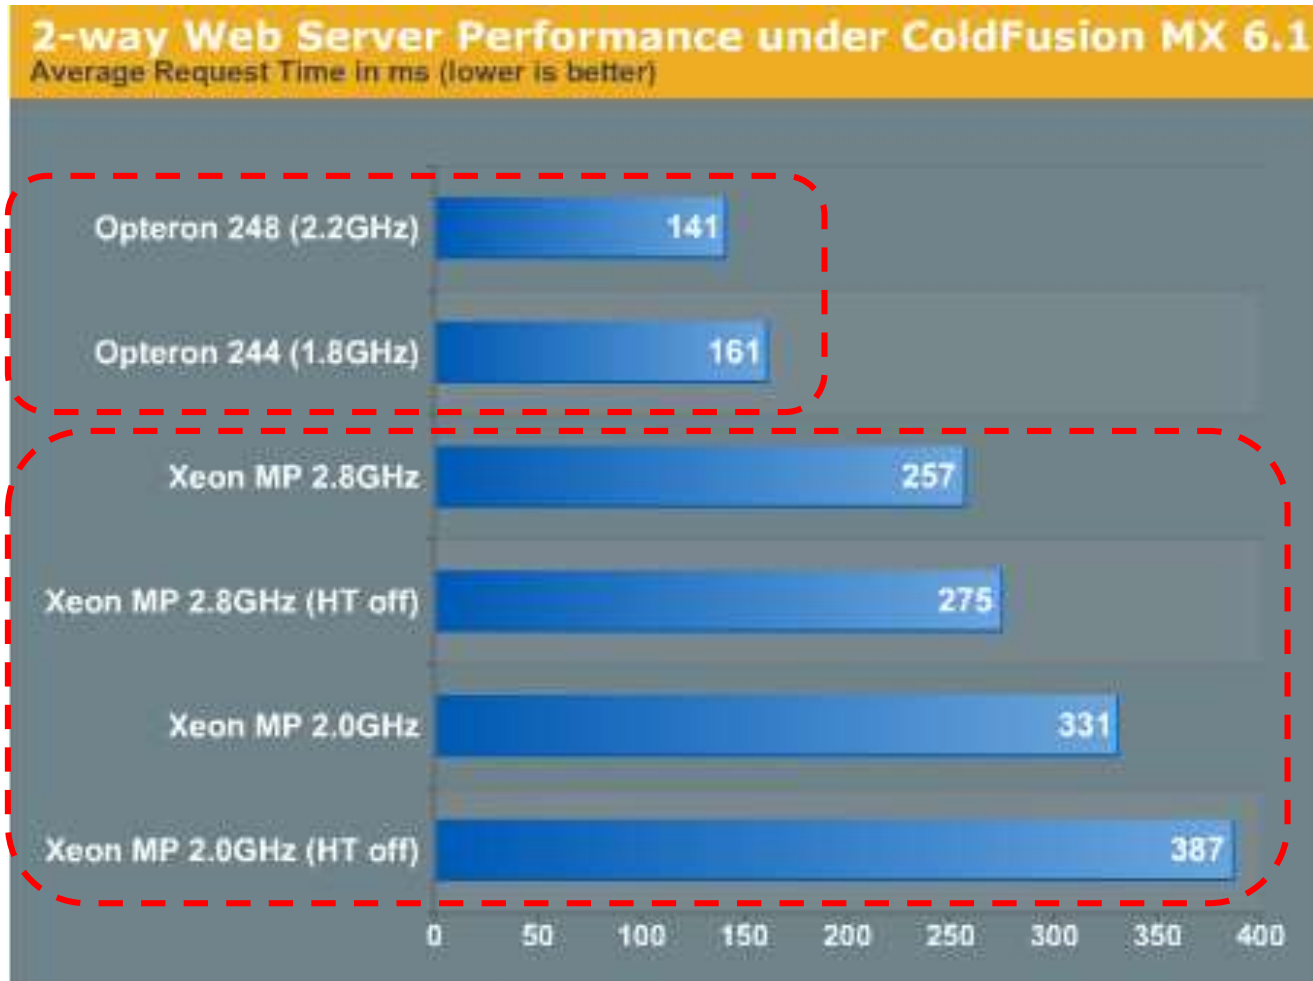 2-way Web Server Performance under ColdFusion MX 6.1
Average Request Time in ms (lower is better)
Opteron 248 (2.2GHz) 141
Opteron 244 (1.8GHz) 161
Xeon MP 2.8GHz 257
Xeon MP 2.8GHz (HT off) 275
Xeon MP 2.0GHz 331
Xeon MP 2.0GHz (HT off) 387
0 50 100 150 200 250 300 350 400